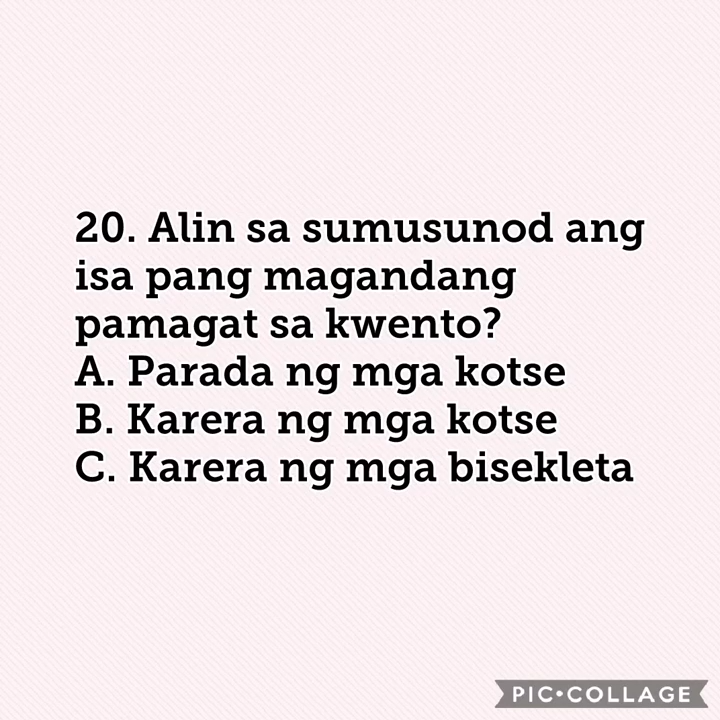 20. Alin sa sumusunod ang
isa pang magandang
pamagat sa kwento?
A. Parada ng mga kotse
B. Karera ng mga kotse
C. Karera ng mga bisekleta
PIC•COLLAGE